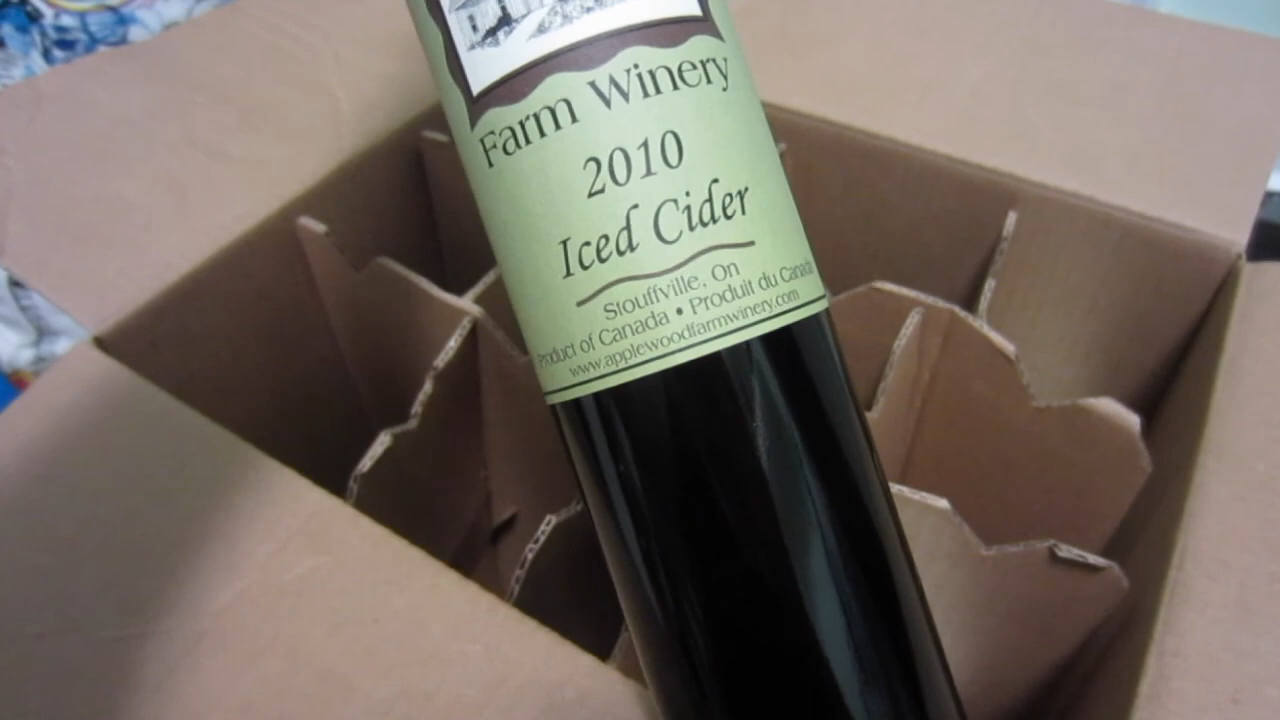 Farm Winery
2010
Iced Cider
Stouffville, On
Product of Canada • Produit du Canada
www.applewoodfarmwinery.com